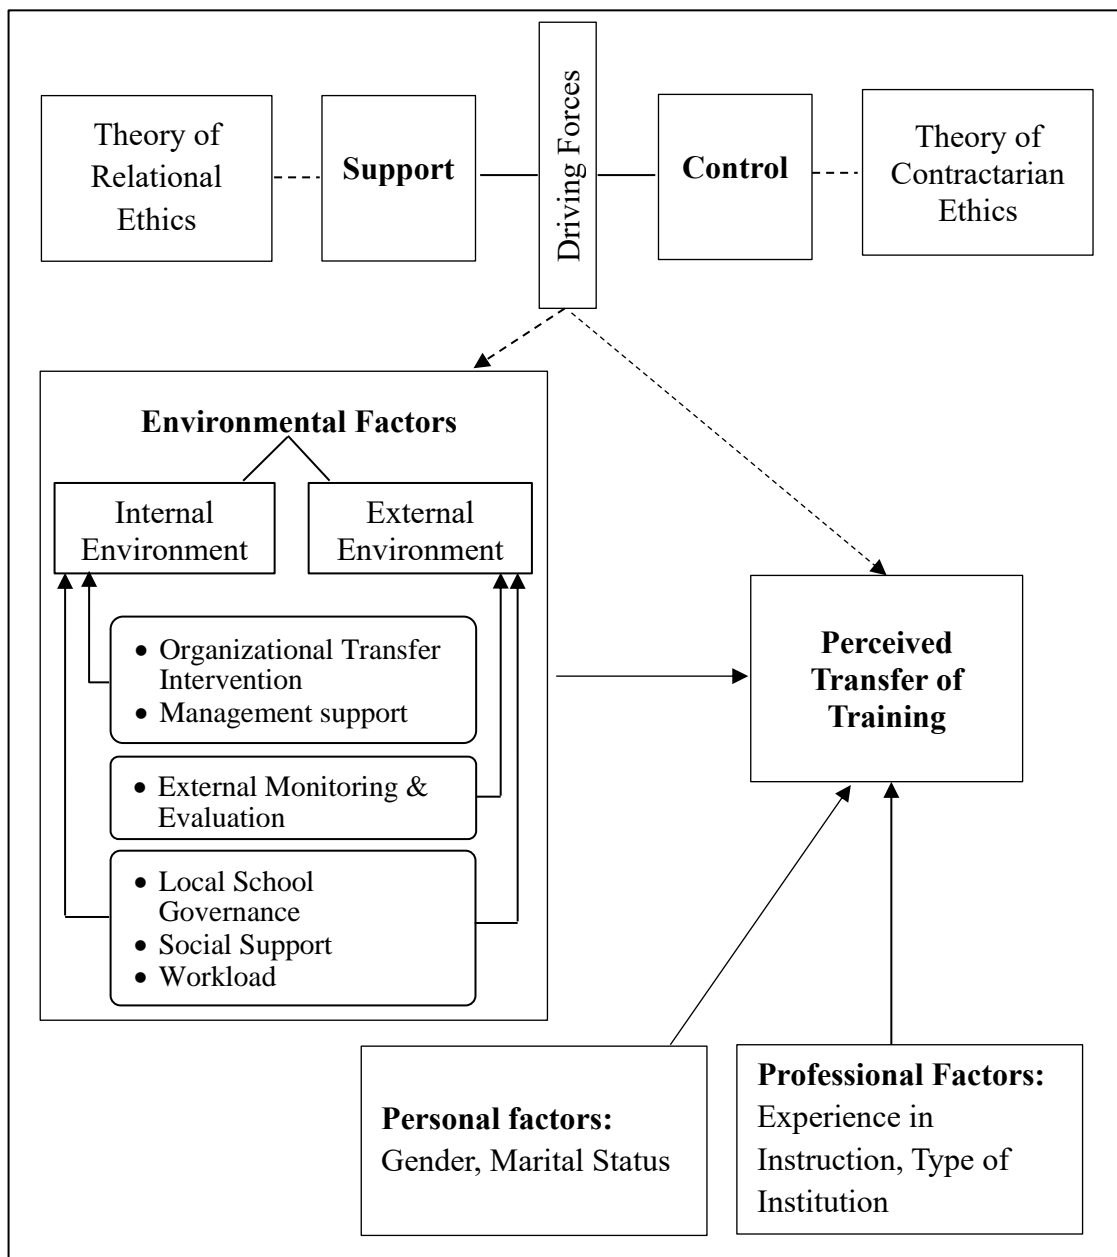 Theory of
Relational
Ethics
Support
Driving Forces
Control
Theory of
Contractarian
Ethics
Environmental Factors
Internal
Environment
External
Environment
• Organizational Transfer
Intervention
• Management support
• External Monitoring &
Evaluation
• Local School
Governance
• Social Support
• Workload
Perceived
Transfer of
Training
Personal factors:
Gender, Marital Status
Professional Factors:
Experience in
Instruction, Type of
Institution